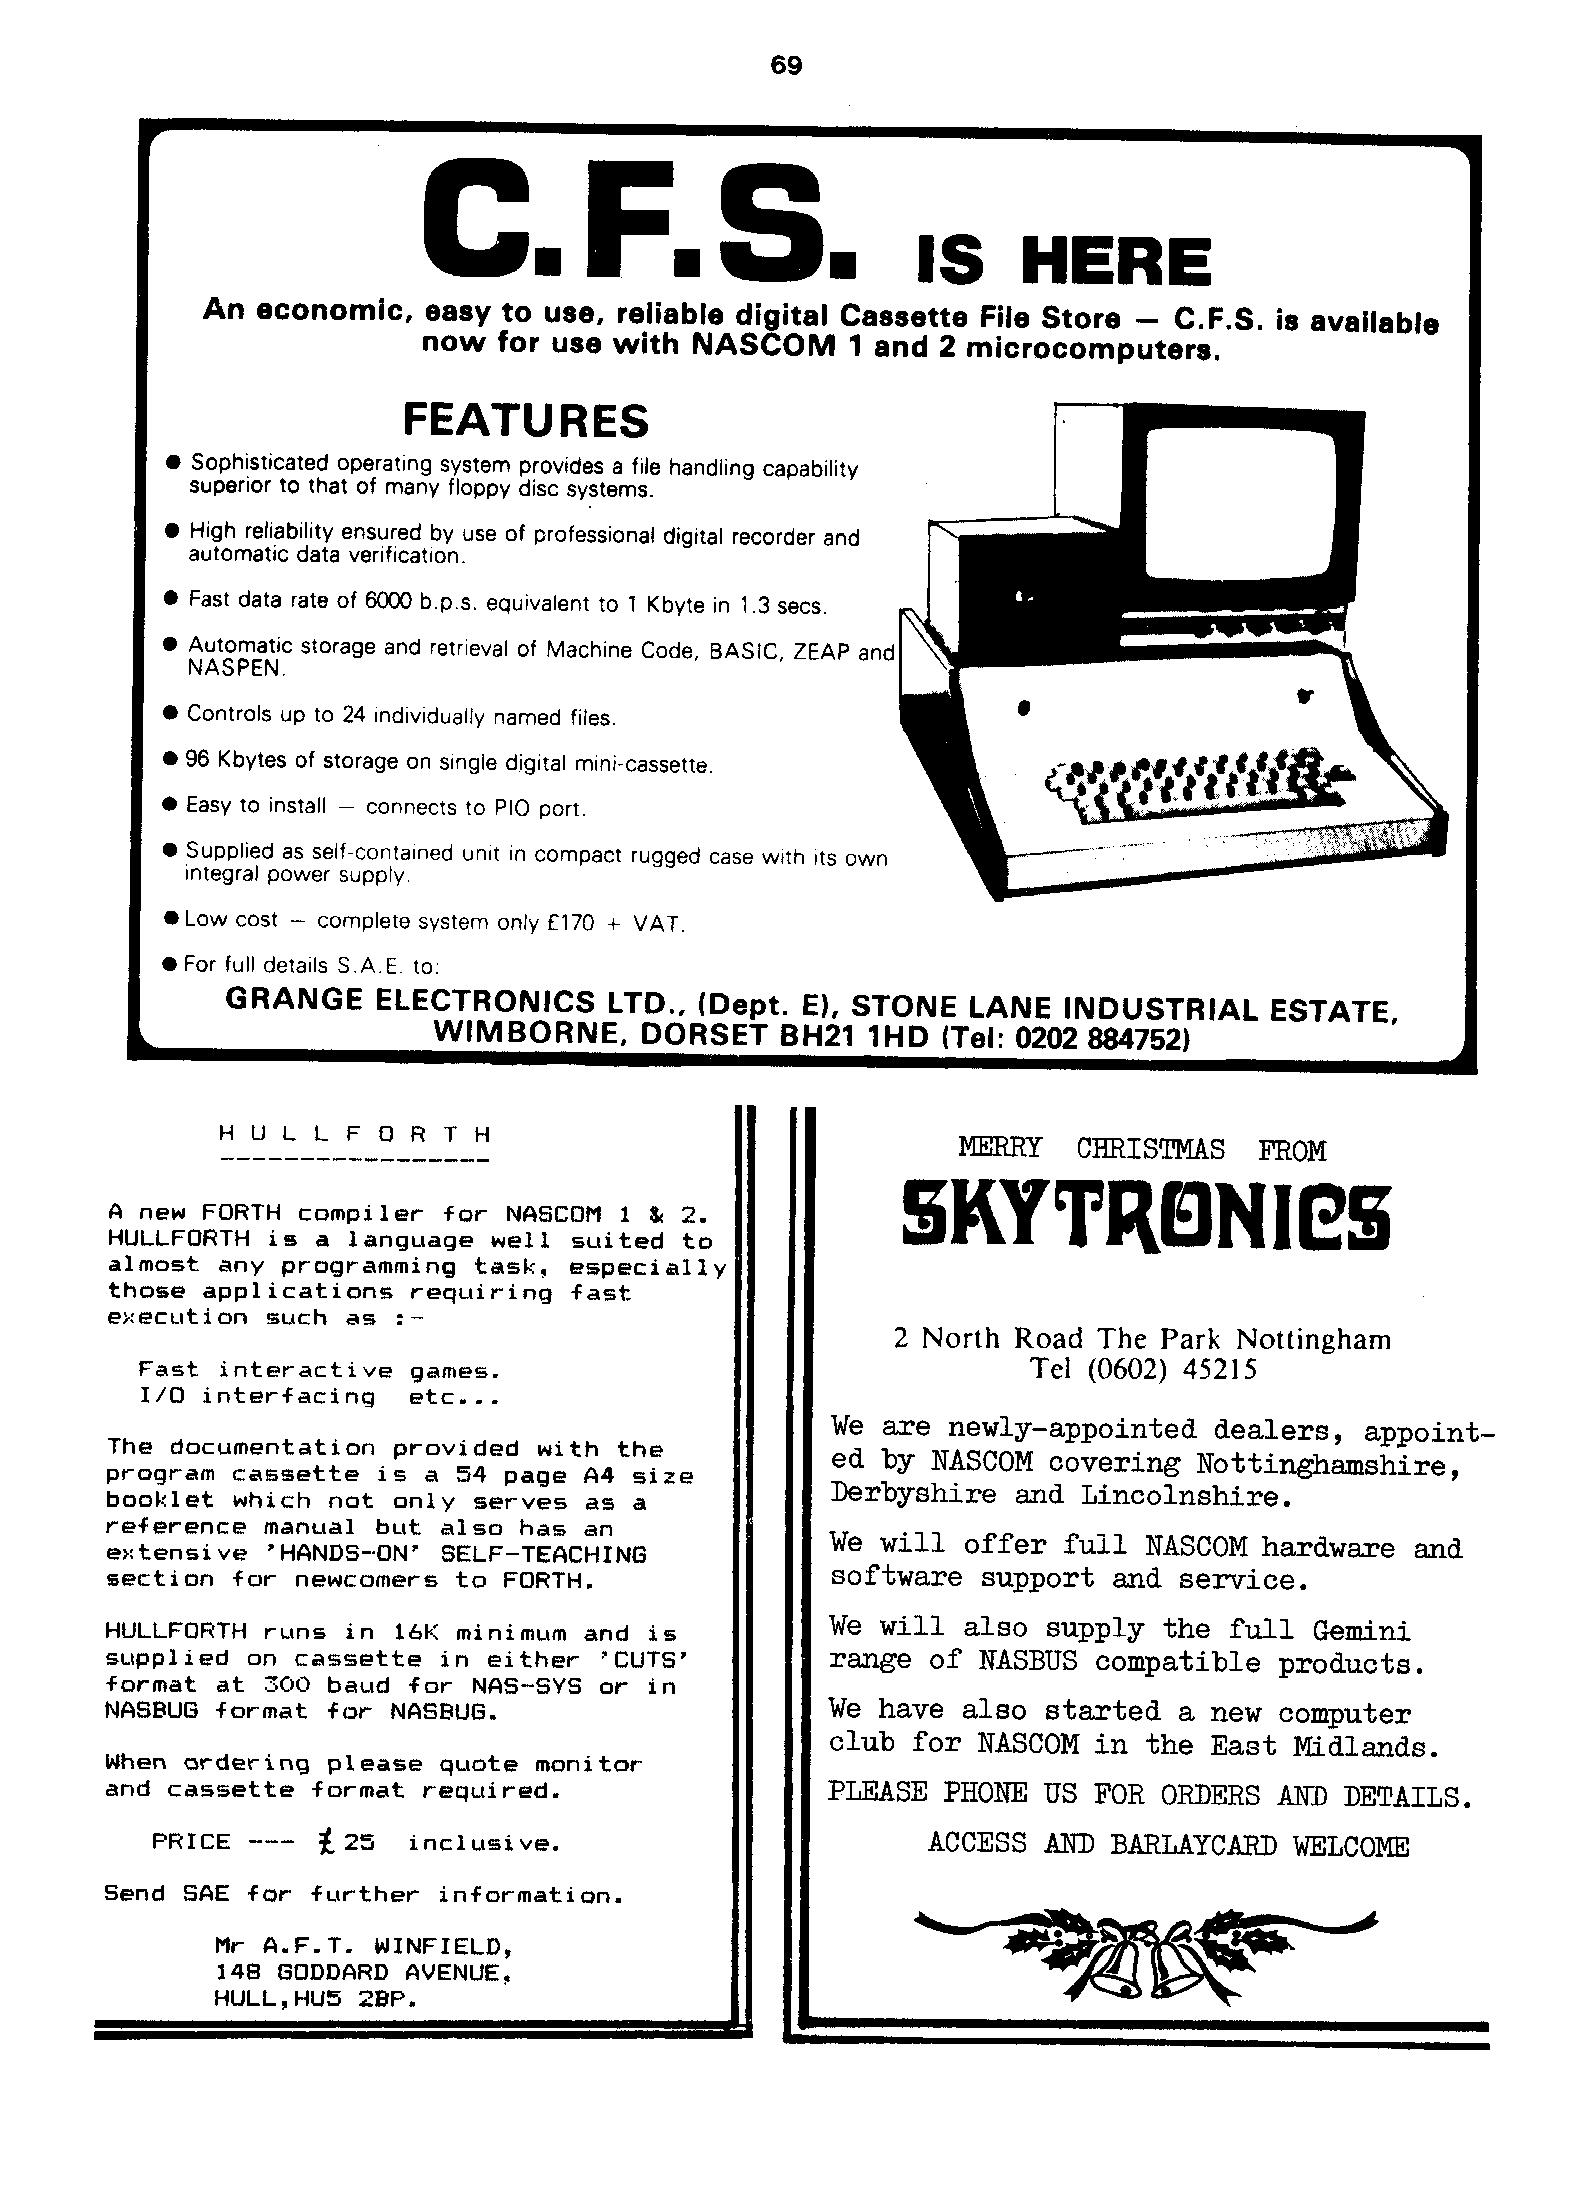 69
C.F.S. IS HERE
An economic, easy to use, reliable digital Cassette File Store — C.F.S. is available
now for use with NASCOM 1 and 2 microcomputers.
FEATURES
● Sophisticated operating system provides a file handling capability
superior to that of many floppy disc systems.
● High reliability ensured by use of professional digital recorder and
automatic data verification.
● Fast data rate of 6000 b.p.s. equivalent to 1 Kbyte in 1.3 secs.
● Automatic storage and retrieval of Machine Code, BASIC, ZEAP and
NASPEN.
● Controls up to 24 individually named files.
● 96 Kbytes of storage on single digital mini-cassette.
● Easy to install — connects to PIO port.
● Supplied as self-contained unit in compact rugged case with its own
integral power supply.
● Low cost — complete system only £170 + VAT.
● For full details S.A.E. to:
GRANGE ELECTRONICS LTD., (Dept. E), STONE LANE INDUSTRIAL ESTATE,
WIMBORNE, DORSET BH21 1HD (Tel: 0202 884752)
H U L L F O R T H
-----------------
A new FORTH compiler for NASCOM 1 & 2.
HULLFORTH is a language well suited to
almost any programming task, especially
those applications requiring fast
execution such as :-
Fast interactive games.
I/O interfacing etc...
The documentation provided with the
program cassette is a 54 page A4 size
booklet which not only serves as a
reference manual but also has an
extensive 'HANDS-ON' SELF-TEACHING
section for newcomers to FORTH.
HULLFORTH runs in 16K minimum and is
supplied on cassette in either 'CUTS'
format at 300 baud for NAS-SYS or in
NASBUG format for NASBUG.
When ordering please quote monitor
and cassette format required.
PRICE --- £25 inclusive.
Send SAE for further information.
Mr A.F.T. WINFIELD,
148 GODDARD AVENUE,
HULL,HU5 2BP.
MERRY CHRISTMAS FROM
SKYTRONICS
2 North Road The Park Nottingham
Tel (0602) 45215
We are newly-appointed dealers, appoint-
ed by NASCOM covering Nottinghamshire,
Derbyshire and Lincolnshire.
We will offer full NASCOM hardware and
software support and service.
We will also supply the full Gemini
range of NASBUS compatible products.
We have also started a new computer
club for NASCOM in the East Midlands.
PLEASE PHONE US FOR ORDERS AND DETAILS.
ACCESS AND BARLAYCARD WELCOME